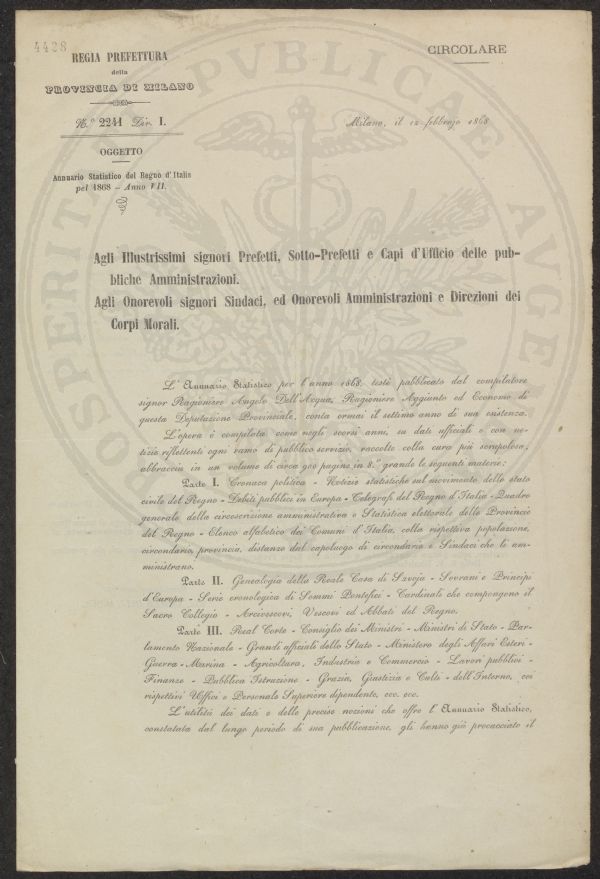 4428
REGIA PREFETTURA
della
PROVINCIA DI MILANO
N.° 2241 Div. I.
OGGETTO
Annuario Statistico del Regno d'Italia
pel 1868 - Anno VII.
CIRCOLARE
Milano, il 12 febbrajo 1868
PROSPERITATI PVBLICAE AVGEN
Agli Illustrissimi signori Prefetti, Sotto-Prefetti e Capi d'Ufficio delle pub-
bliche Amministrazioni.
Agli Onorevoli signori Sindaci, ed Onorevoli Amministrazioni e Direzioni dei
Corpi Morali.
L'Annuario Statistico per l'anno 1868, testè pubblicato dal compilatore
signor Ragioniere Angelo Dell'Acqua, Ragioniere Aggiunto ed Economo di
questa Deputazione Provinciale, conta ormai il settimo anno di sua esistenza.
L'opera è compilata come negli scorsi anni, su dati ufficiali e con no-
tizie riflettenti ogni ramo di pubblico servizio, raccolte colla cura più scrupolosa,
abbraccia in un volume di circa 900 pagine in 8.° grande le seguenti materie:
Parte I. Cronaca politica - Notizie statistiche sul movimento dello stato
civile del Regno - Debiti pubblici in Europa - Telegrafi del Regno d'Italia - Quadro
generale della circoscrizione amministrativa e Statistica elettorale delle Provincie
del Regno - Elenco alfabetico dei Comuni d'Italia, colla rispettiva popolazione,
circondario, provincia, distanza dal capoluogo di circondario e Sindaci che li am-
ministrano.
Parte II. Genealogia della Reale Casa di Savoja - Sovrani e Principi
d'Europa - Serie cronologica di Sommi Pontefici - Cardinali che compongono il
Sacro Collegio - Arcivescovi, Vescovi ed Abbati del Regno.
Parte III. Real Corte - Consiglio dei Ministri - Ministri di Stato - Par-
lamento Nazionale - Grandi ufficiali dello Stato - Ministero degli Affari Esteri -
Guerra - Marina - Agricoltura, Industria e Commercio - Lavori pubblici -
Finanze - Pubblica Istruzione - Grazia, Giustizia e Culti - dell'Interno, coi
rispettivi Uffici e Personale Superiore dipendente, ecc. ecc.
L'utilità dei dati e delle precise nozioni che offre l'Annuario Statistico,
constatata dal lungo periodo di sua pubblicazione, gli hanno già procacciato il